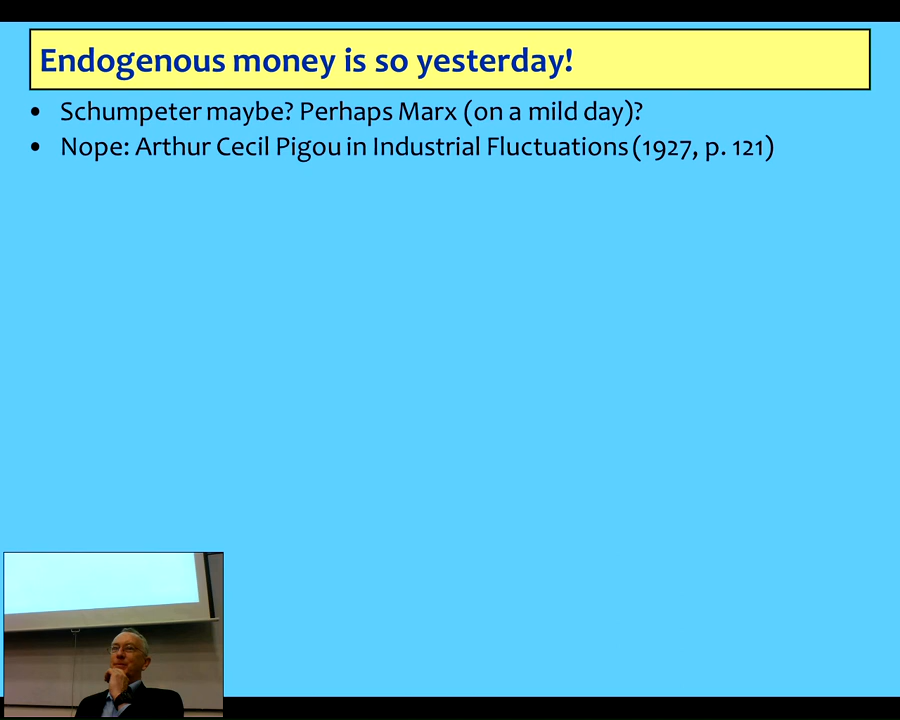 Endogenous money is so yesterday!
• Schumpeter maybe? Perhaps Marx (on a mild day)?
• Nope: Arthur Cecil Pigou in Industrial Fluctuations (1927, p. 121)